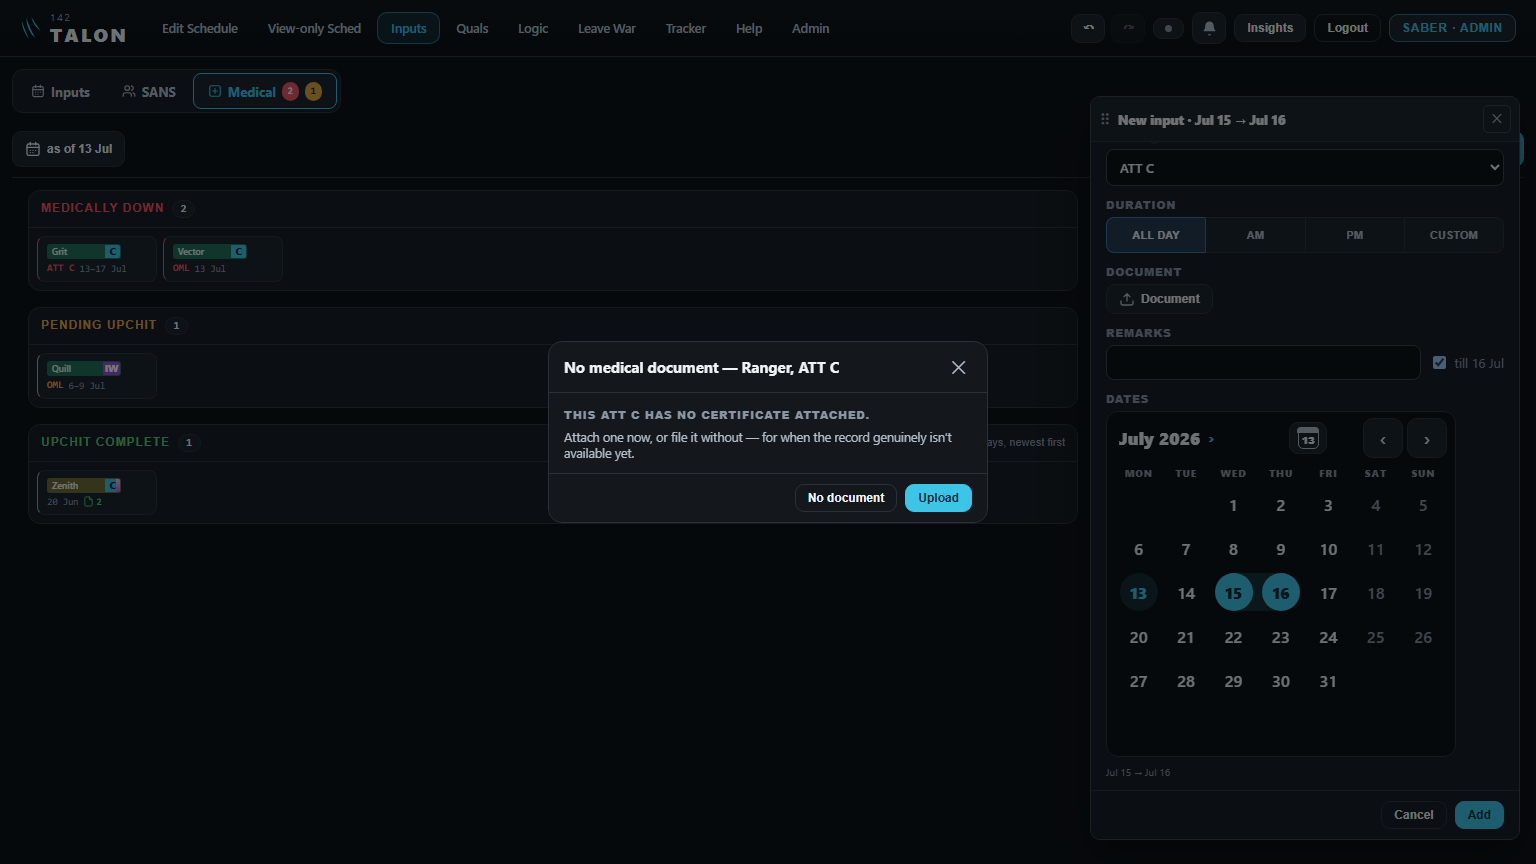 142
TALON
Edit Schedule
View-only Sched
Inputs
Quals
Logic
Leave War
Tracker
Help
Admin
Insights
Logout
SABER · ADMIN
Inputs
SANS
Medical 2 1
as of 13 Jul
MEDICALLY DOWN 2
Grit C
ATT C 13–17 Jul
Vector C
OML 13 Jul
PENDING UPCHIT 1
Quill IW
OML 6–9 Jul
UPCHIT COMPLETE 1
ays, newest first
Zenith C
20 Jun 2
No medical document — Ranger, ATT C
THIS ATT C HAS NO CERTIFICATE ATTACHED.
Attach one now, or file it without — for when the record genuinely isn't
available yet.
No document
Upload
New input · Jul 15 → Jul 16
ATT C
DURATION
ALL DAY
AM
PM
CUSTOM
DOCUMENT
Document
REMARKS
till 16 Jul
DATES
July 2026 ›
13
‹
›
MON TUE WED THU FRI SAT SUN
1 2 3 4 5
6 7 8 9 10 11 12
13 14 15 16 17 18 19
20 21 22 23 24 25 26
27 28 29 30 31
Jul 15 → Jul 16
Cancel
Add